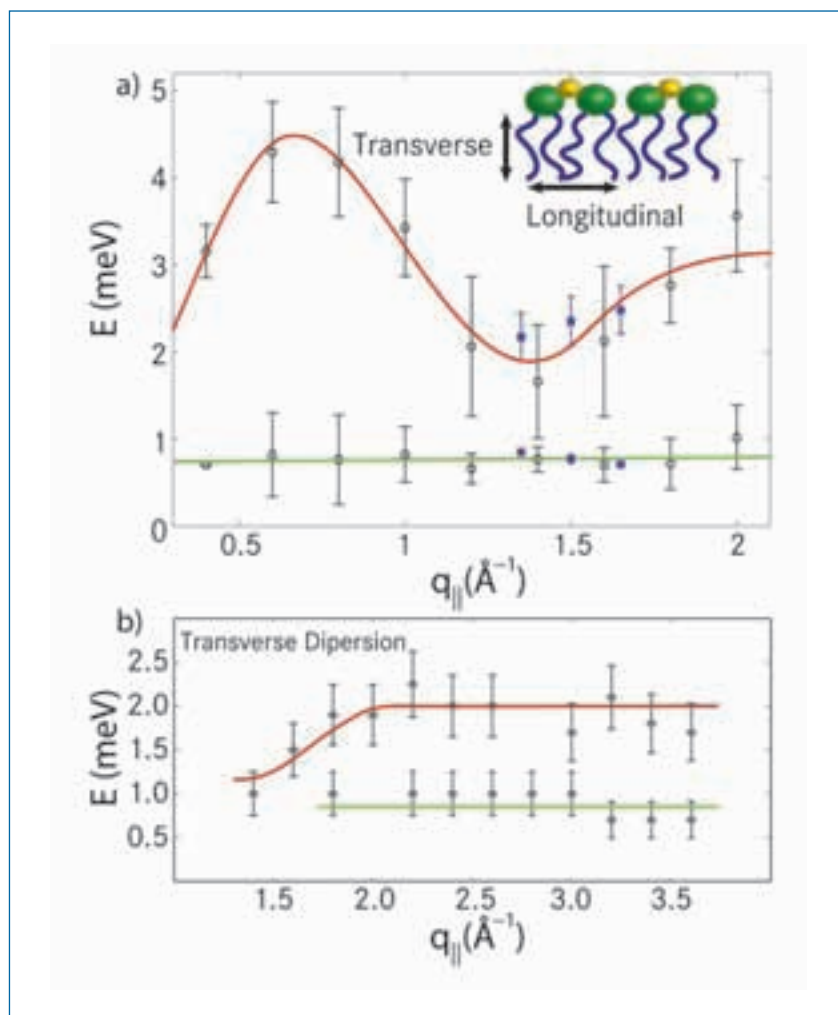 a)
5
4
3
2
1
0
E (meV)
Transverse
Longitudinal
0.5 1 1.5 2
q||(Å⁻¹)
b)
Transverse Dipersion
2.5
2.0
1.5
1.0
0.5
E (meV)
1.5 2.0 2.5 3.0 3.5
q||(Å⁻¹)